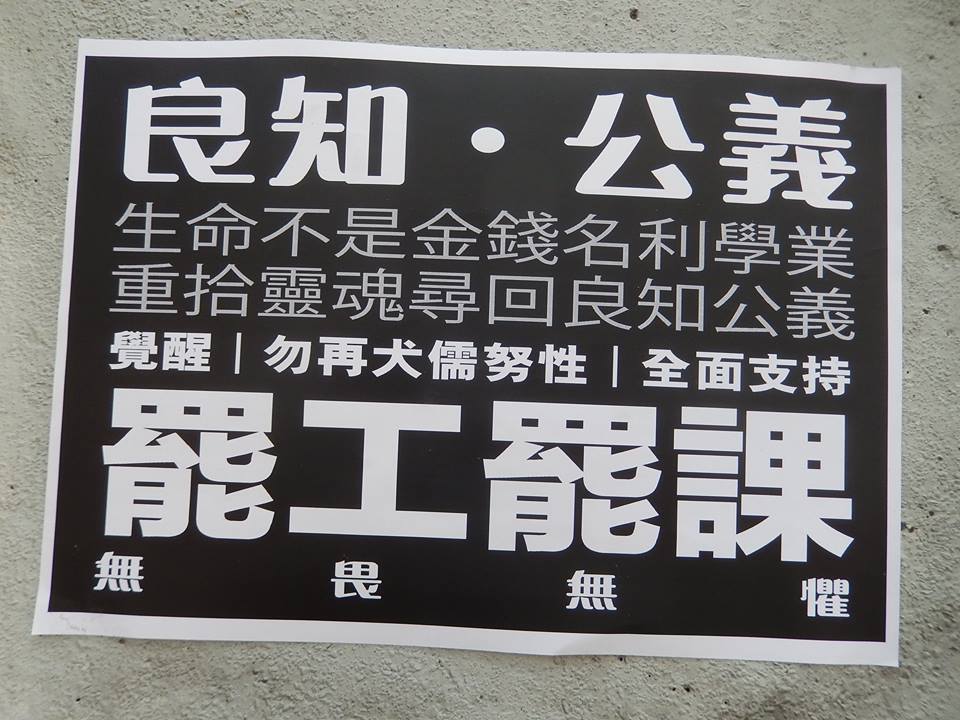 良知・公義
生命不是金錢名利學業
重拾靈魂尋回良知公義
覺醒｜勿再犬儒努性｜全面支持
罷工罷課
無畏無懼